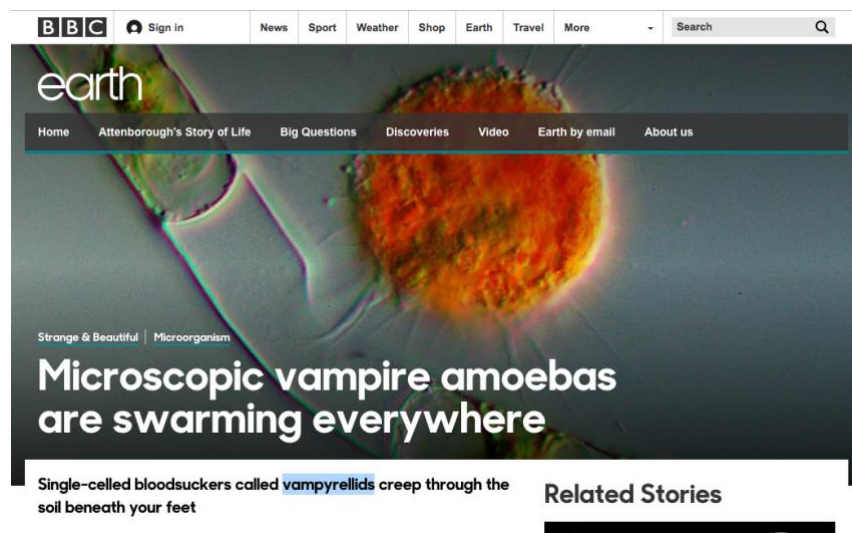 BBC Sign in News Sport Weather Shop Earth Travel More Search
earth
Home Attenborough's Story of Life Big Questions Discoveries Video Earth by email About us
Strange & Beautiful | Microorganism
Microscopic vampire amoebas
are swarming everywhere
Single-celled bloodsuckers called vampyrellids creep through the
soil beneath your feet
Related Stories